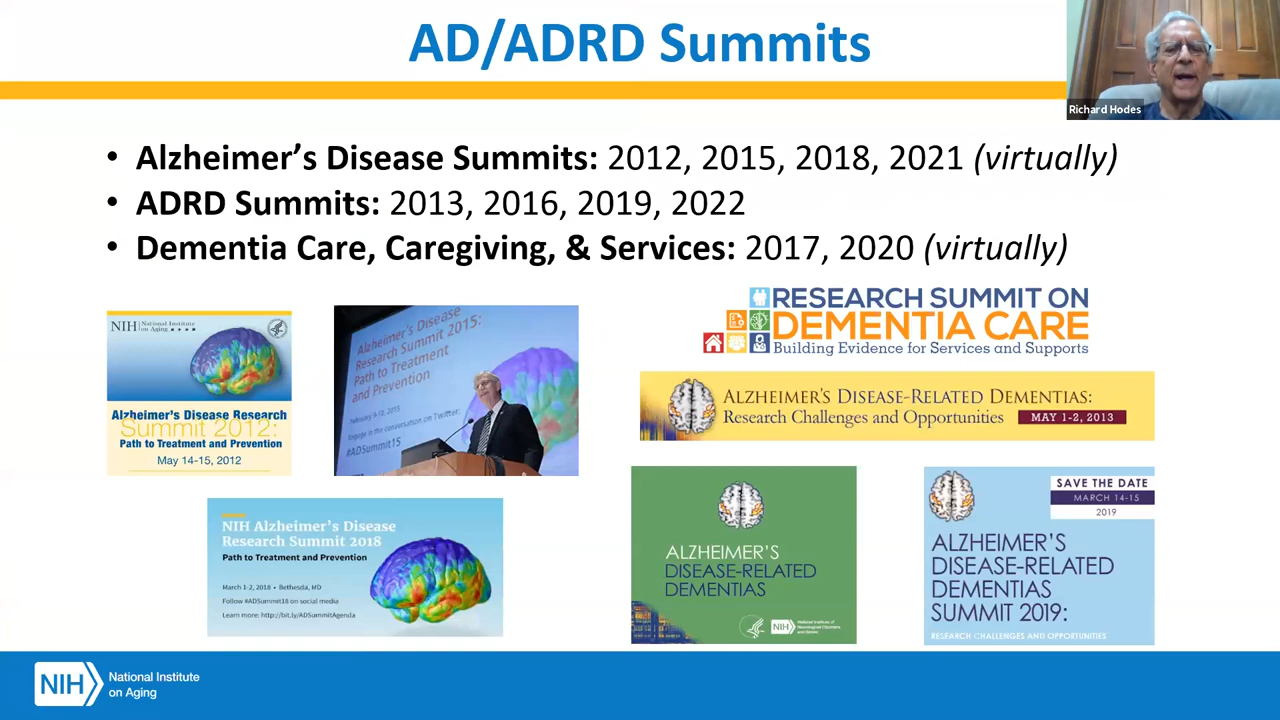 AD/ADRD Summits
Richard Hodes
• Alzheimer’s Disease Summits: 2012, 2015, 2018, 2021 (virtually)
• ADRD Summits: 2013, 2016, 2019, 2022
• Dementia Care, Caregiving, & Services: 2017, 2020 (virtually)
NIH National Institute
on Aging
Alzheimer's Disease Research
Summit 2012:
Path to Treatment and Prevention
May 14-15, 2012
Alzheimer's Disease
Research Summit 2015:
Path to Treatment
and Prevention
February 9-10, 2015
Engage in the conversation on Twitter:
#ADSummit15
RESEARCH SUMMIT ON
DEMENTIA CARE
Building Evidence for Services and Supports
ALZHEIMER'S DISEASE-RELATED DEMENTIAS:
Research Challenges and Opportunities MAY 1-2, 2013
NIH Alzheimer's Disease
Research Summit 2018
Path to Treatment and Prevention
March 1-2, 2018 • Bethesda, MD
Follow #ADSummit18 on social media
Learn more: http://bit.ly/ADSummitAgenda
ALZHEIMER'S
DISEASE-RELATED
DEMENTIAS
NIH National Institute of
Neurological Disorders
and Stroke
SAVE THE DATE
MARCH 14-15
2019
ALZHEIMER'S
DISEASE-RELATED
DEMENTIAS
SUMMIT 2019:
RESEARCH CHALLENGES AND OPPORTUNITIES
NIH National Institute
on Aging